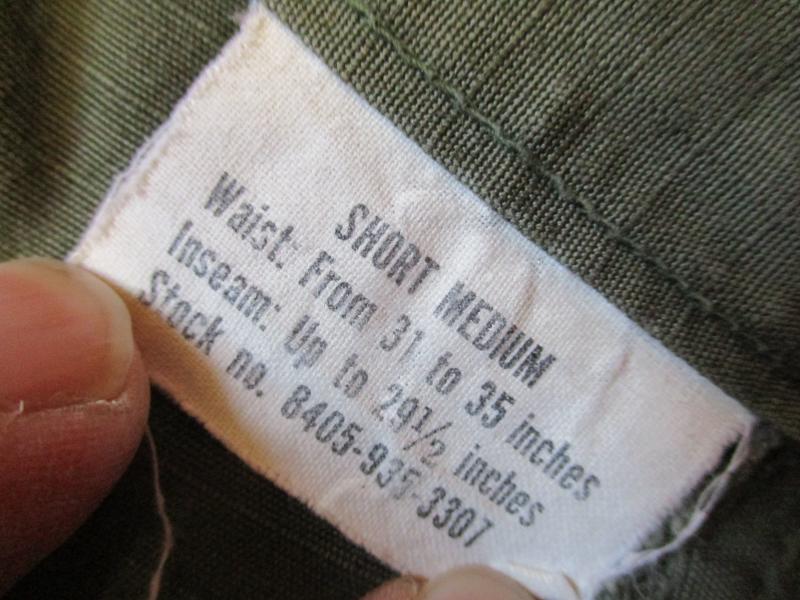 SHORT MEDIUM
Waist: From 31 to 35 inches
Inseam: Up to 29½ inches
Stock no. 8405-935-3307